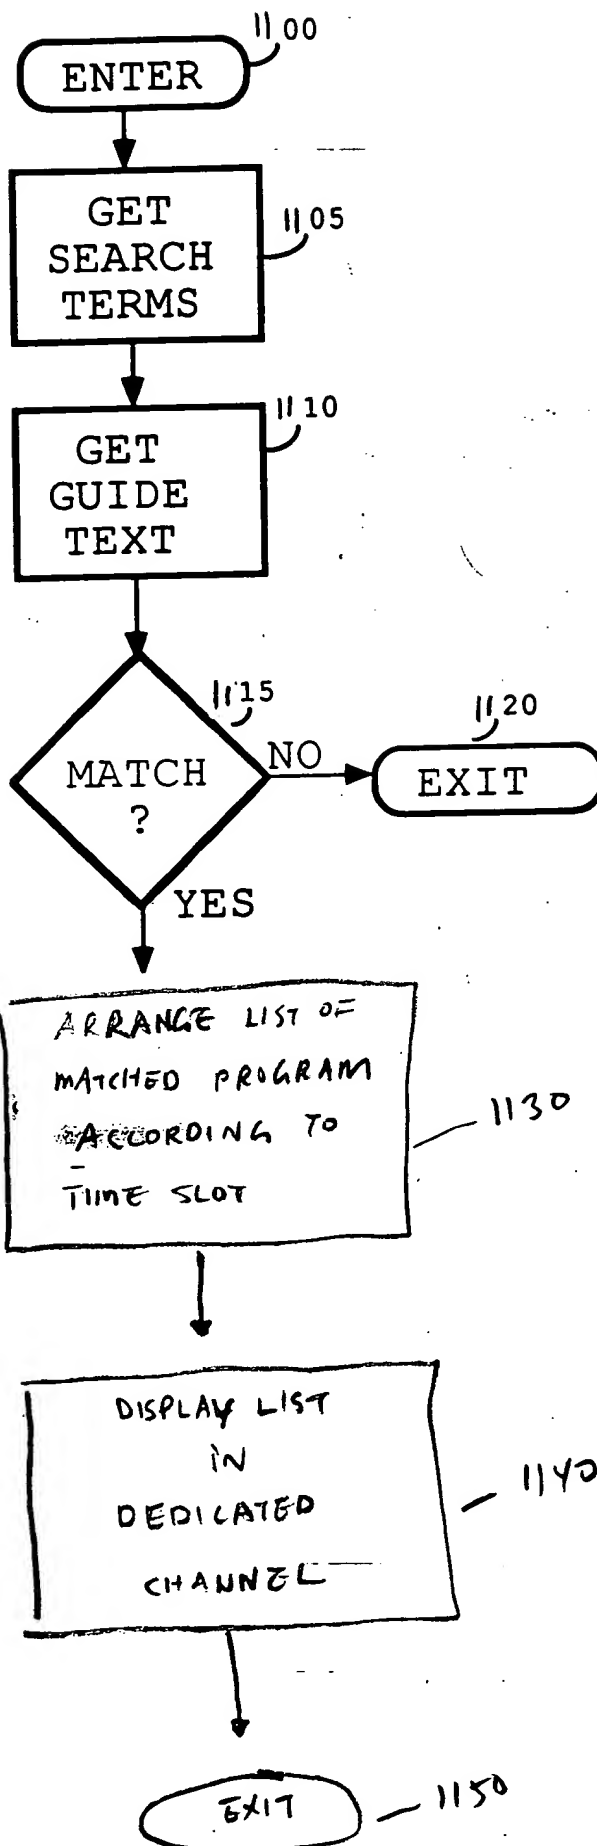 1100
ENTER
GET
SEARCH
TERMS
1105
GET
GUIDE
TEXT
1110
MATCH
?
1115
NO
EXIT
1120
YES
ARRANGE LIST OF
MATCHED PROGRAM
ACCORDING TO
TIME SLOT
1130
DISPLAY LIST
IN
DEDICATED
CHANNEL
1140
EXIT
1150